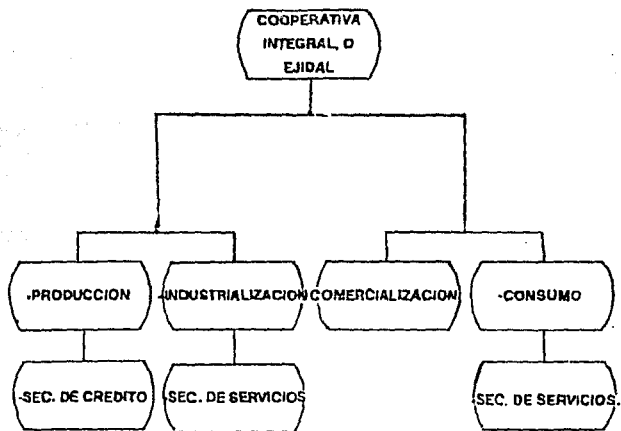 COOPERATIVA
INTEGRAL, O
EJIDAL
-PRODUCCION
-INDUSTRIALIZACION
COMERCIALIZACION
-CONSUMO
-SEC. DE CREDITO
-SEC. DE SERVICIOS
-SEC. DE SERVICIOS.